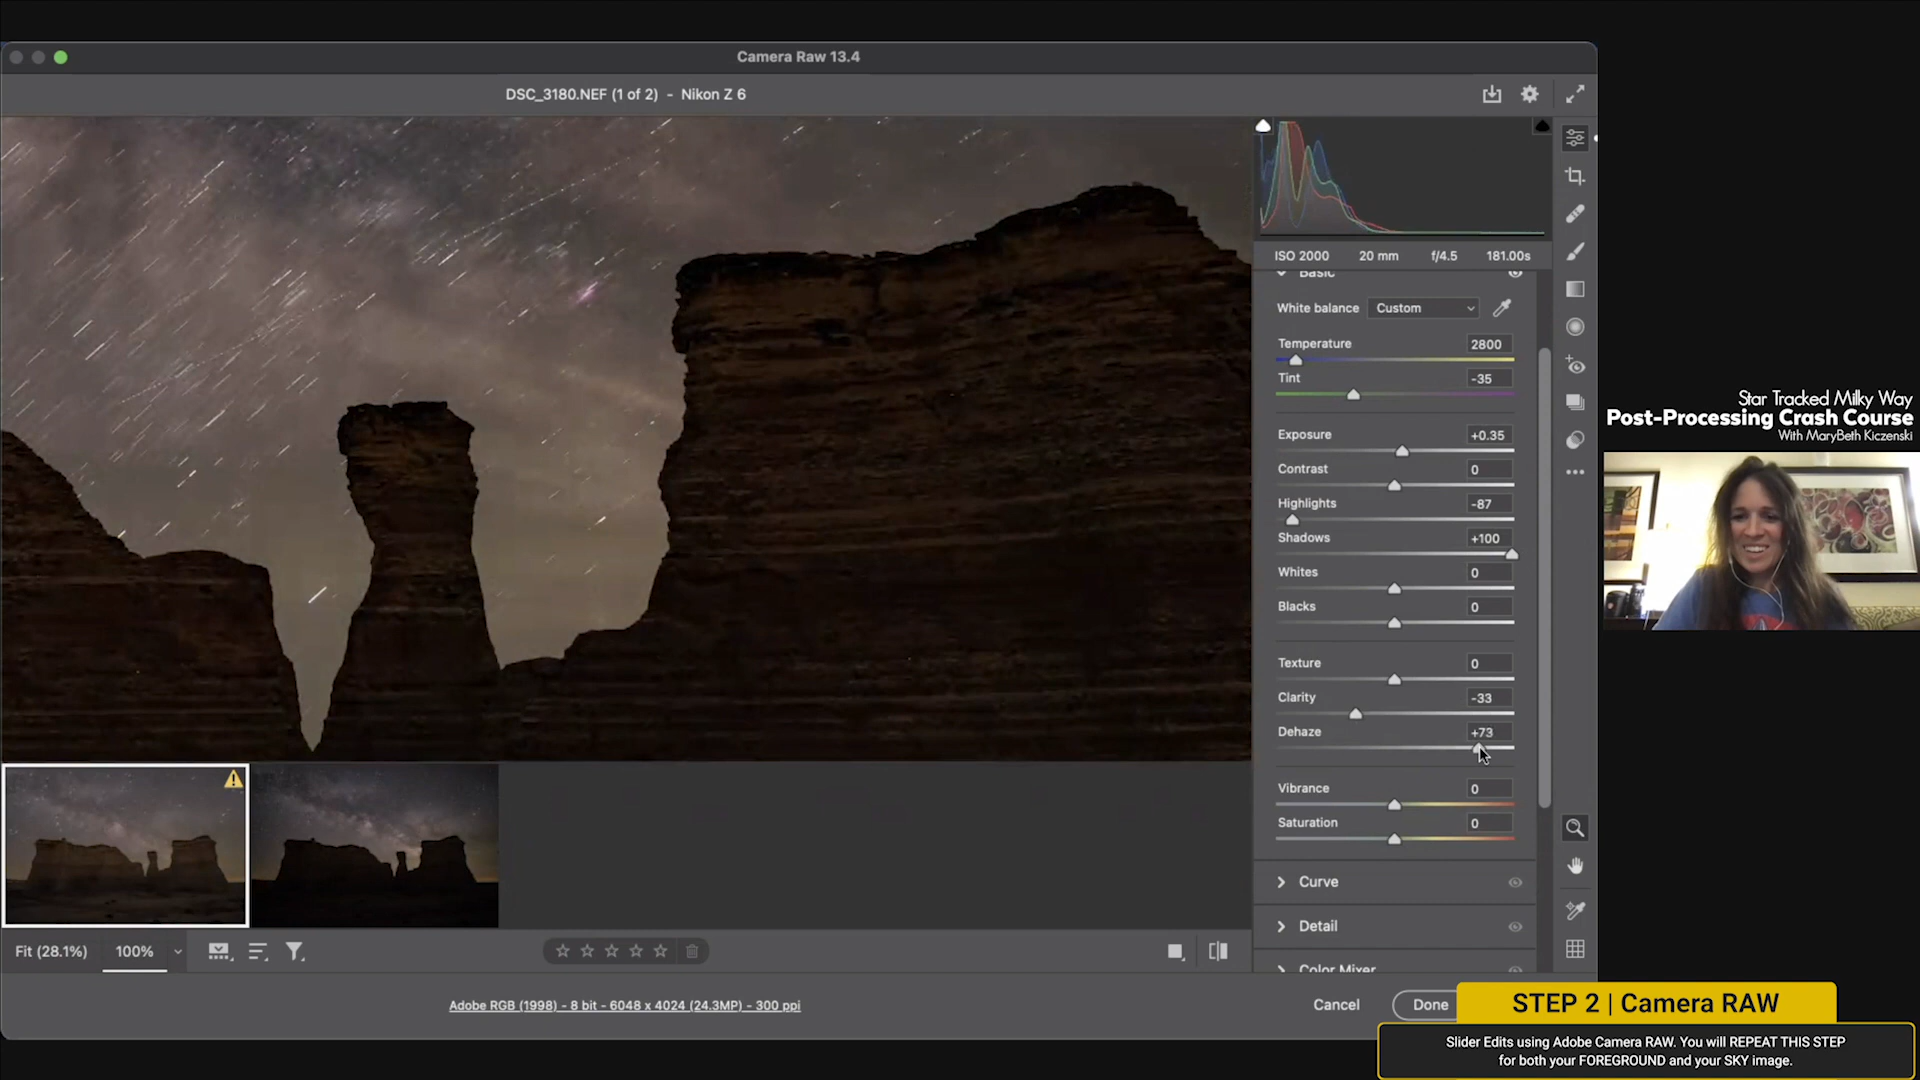 Camera Raw 13.4
DSC_3180.NEF (1 of 2) - Nikon Z 6
ISO 2000 20 mm f/4.5 181.00s
Basic
White balance Custom
Temperature 2800
Tint -35
Exposure +0.35
Contrast 0
Highlights -87
Shadows +100
Whites 0
Blacks 0
Texture 0
Clarity -33
Dehaze +73
Vibrance 0
Saturation 0
Curve
Detail
Color Mixer
Star Tracked Milky Way
Post-Processing Crash Course
With MaryBeth Kiczenski
Fit (28.1%) 100%
Adobe RGB (1998) - 8 bit - 6048 x 4024 (24.3MP) - 300 ppi
Cancel Done
STEP 2 | Camera RAW
Slider Edits using Adobe Camera RAW. You will REPEAT THIS STEP
for both your FOREGROUND and your SKY image.